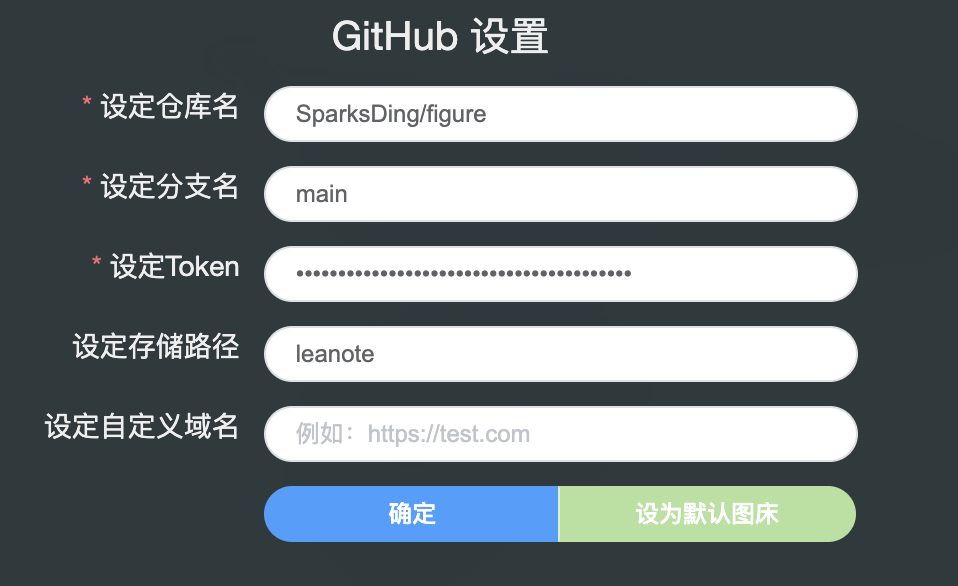 GitHub 设置
* 设定仓库名 SparksDing/figure
* 设定分支名 main
* 设定Token ••••••••••••••••••••••••••••••••••••••••
设定存储路径 leanote
设定自定义域名 例如：https://test.com
确定 设为默认图床